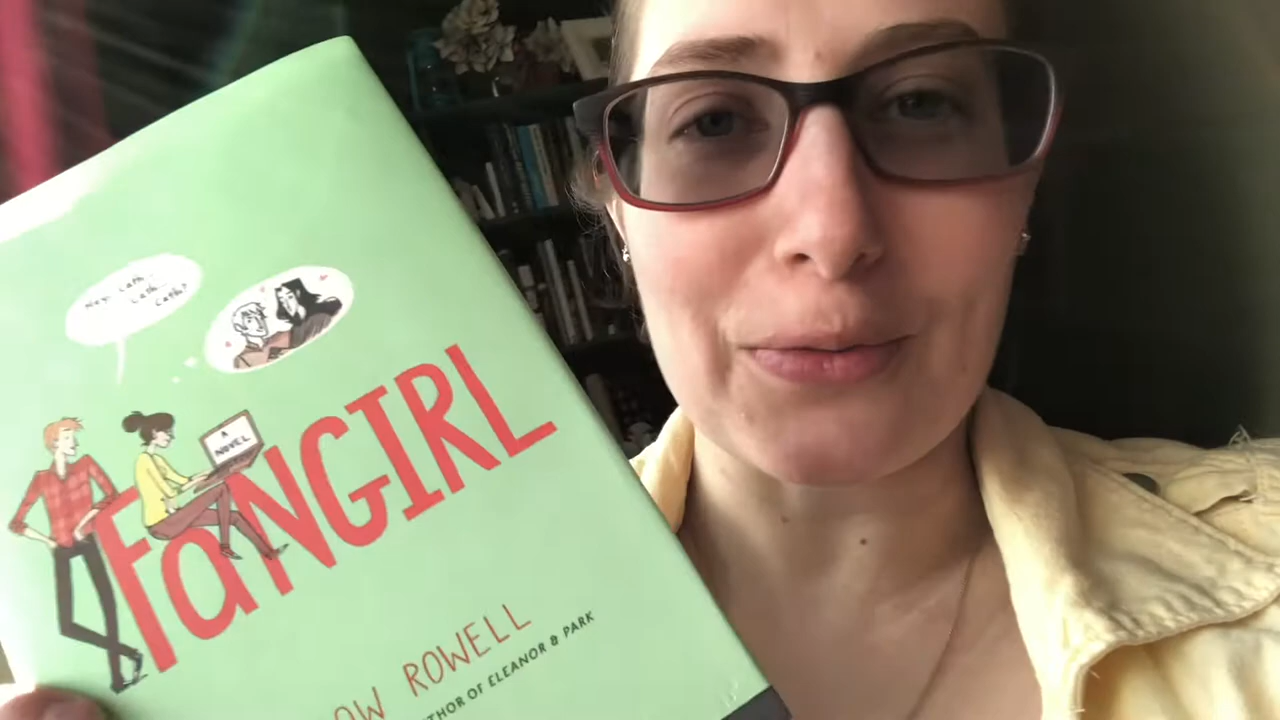 Hey, Cath..
Cath..
Cath?
A
NOVEL
FaNGIRL
OW ROWELL
THOR OF ELEANOR & PARK